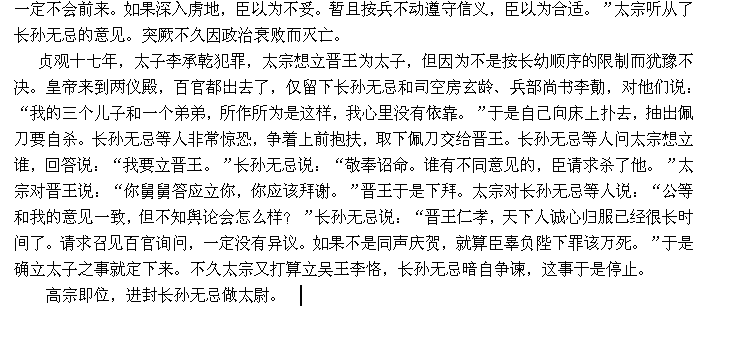 一定不会前来。如果深入虏地，臣以为不妥。暂且按兵不动遵守信义，臣以为合适。”太宗听从了
长孙无忌的意见。突厥不久因政治衰败而灭亡。
贞观十七年，太子李承乾犯罪，太宗想立晋王为太子，但因为不是按长幼顺序的限制而犹豫不
决。皇帝来到两仪殿，百官都出去了，仅留下长孙无忌和司空房玄龄、兵部尚书李勣，对他们说：
“我的三个儿子和一个弟弟，所作所为是这样，我心里没有依靠。”于是自己向床上扑去，抽出佩
刀要自杀。长孙无忌等人非常惊恐，争着上前抱扶，取下佩刀交给晋王。长孙无忌等人问太宗想立
谁，回答说：“我要立晋王。”长孙无忌说：“敬奉诏命。谁有不同意见的，臣请求杀了他。”太
宗对晋王说：“你舅舅答应立你，你应该拜谢。”晋王于是下拜。太宗对长孙无忌等人说：“公等
和我的意见一致，但不知舆论会怎么样？”长孙无忌说：“晋王仁孝，天下人诚心归服已经很长时
间了。请求召见百官询问，一定没有异议。如果不是同声庆贺，就算臣辜负陛下罪该万死。”于是
确立太子之事就定下来。不久太宗又打算立吴王李恪，长孙无忌暗自争谏，这事于是停止。
高宗即位，进封长孙无忌做太尉。